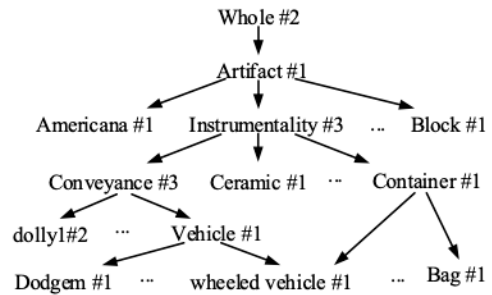 Whole #2
Artifact #1
Americana #1 Instrumentality #3 ... Block #1
Conveyance #3 Ceramic #1 ... Container #1
dolly1#2 ... Vehicle #1
Dodgem #1 ... wheeled vehicle #1 ... Bag #1